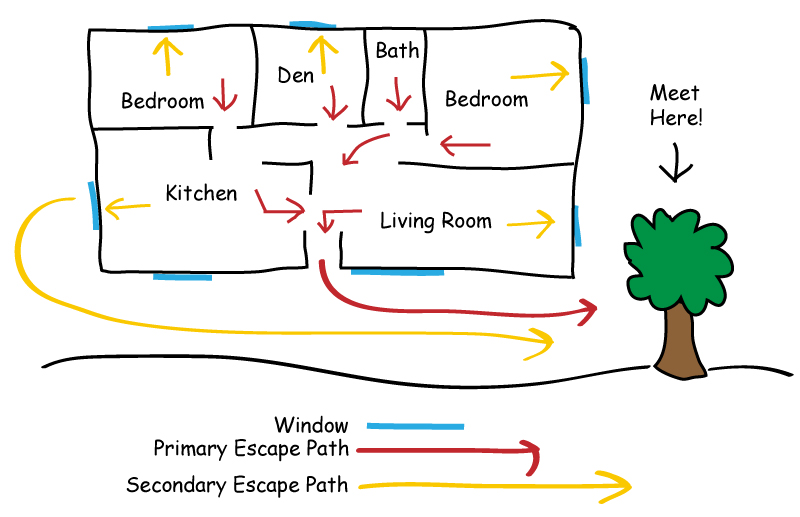 Bath
Den
Bedroom
Bedroom
Meet
Here!
Kitchen
Living Room
Window
Primary Escape Path
Secondary Escape Path